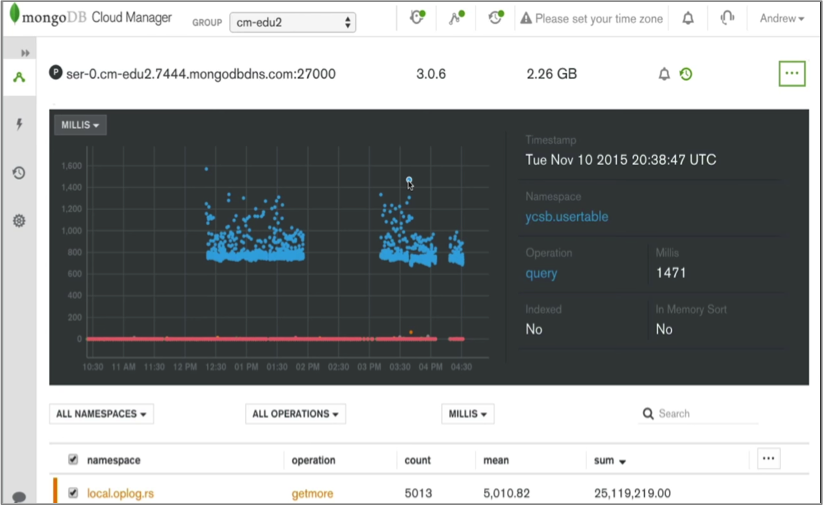 mongoDB Cloud Manager
GROUP
cm-edu2
Please set your time zone
Andrew
P ser-0.cm-edu2.7444.mongodbdns.com:27000
3.0.6
2.26 GB
MILLIS
1,600
1,400
1,200
1,000
800
600
400
200
0
10:30 11 AM 11:30 12 PM 12:30 01 PM 01:30 02 PM 02:30 03 PM 03:30 04 PM 04:30
Timestamp
Tue Nov 10 2015 20:38:47 UTC
Namespace
ycsb.usertable
Operation
query
Millis
1471
Indexed
No
In Memory Sort
No
ALL NAMESPACES
ALL OPERATIONS
MILLIS
Search
namespace operation count mean sum
local.oplog.rs getmore 5013 5,010.82 25,119,219.00